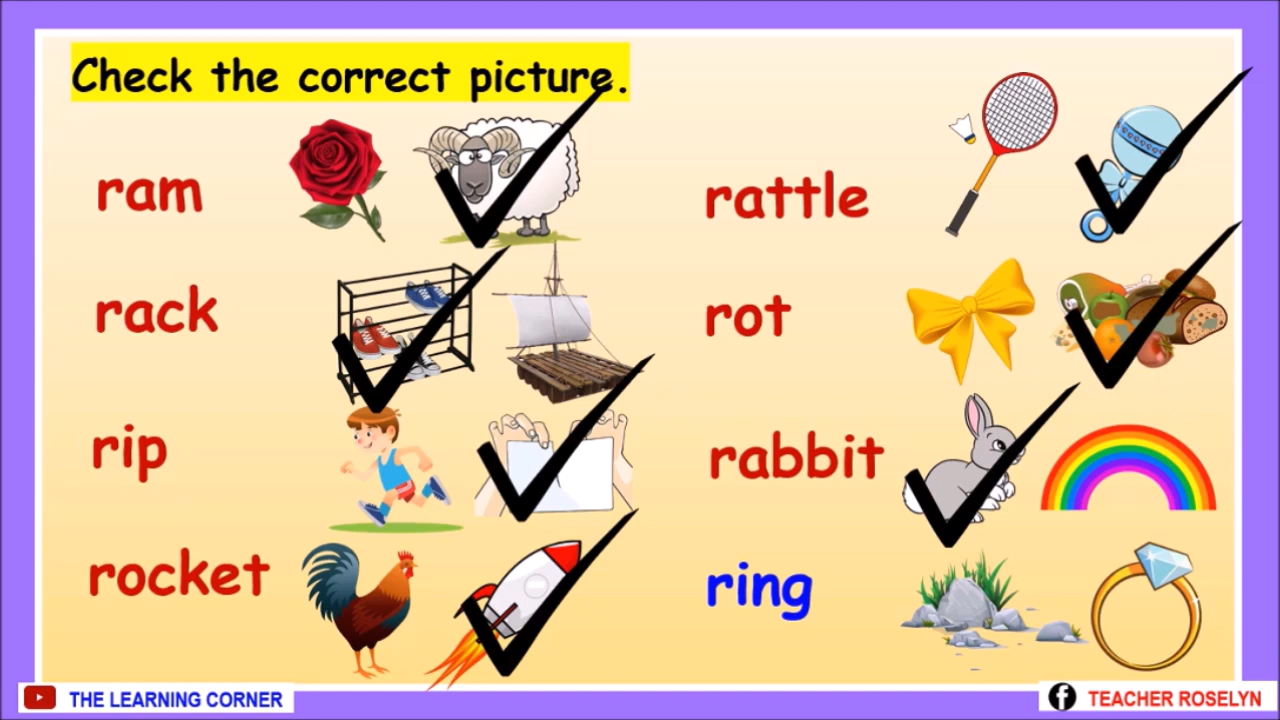 Check the correct picture.
ram
rack
rip
rocket
rattle
rot
rabbit
ring
THE LEARNING CORNER
TEACHER ROSELYN